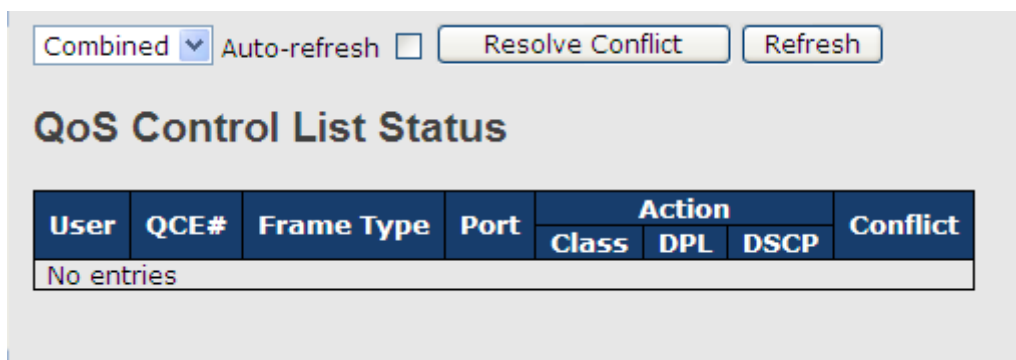 Combined Auto-refresh Resolve Conflict Refresh
QoS Control List Status
User QCE# Frame Type Port Action Conflict
Class DPL DSCP
No entries